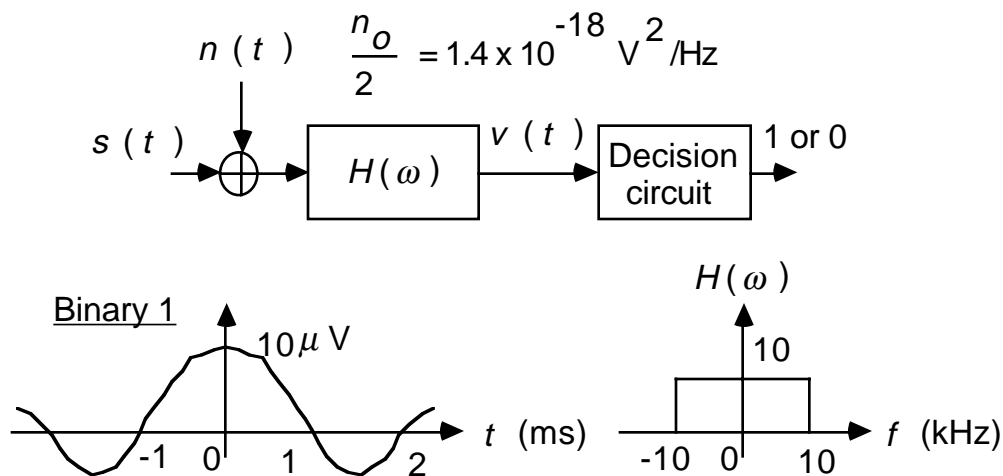 n(t) n_o/2 = 1.4 x 10^-18 V^2/Hz
s(t) H(ω) v(t) Decision circuit 1 or 0
Binary 1
10 μV
-1 0 1 2 t (ms)
H(ω)
10
-10 0 10 f (kHz)